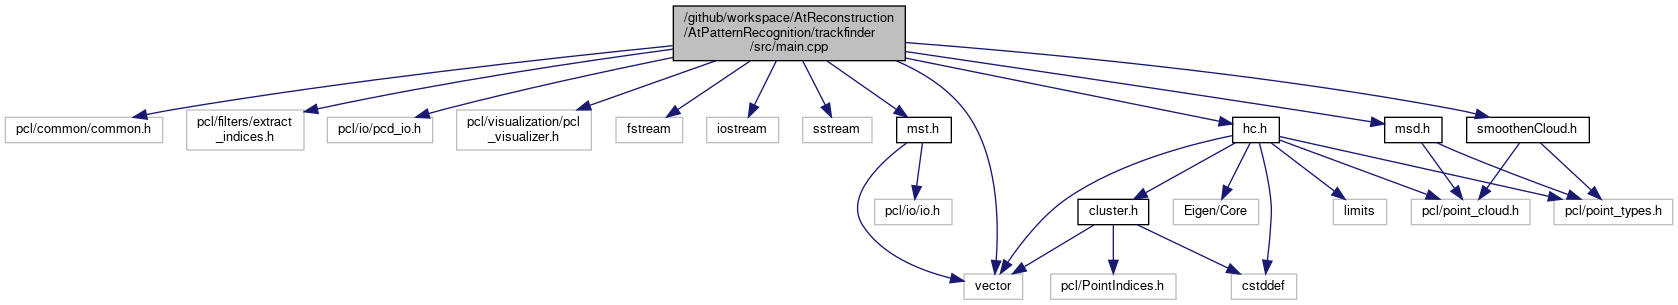 /github/workspace/AtReconstruction
/AtPatternRecognition/trackfinder
/src/main.cpp
pcl/common/common.h
pcl/filters/extract
_indices.h
pcl/io/pcd_io.h
pcl/visualization/pcl
_visualizer.h
fstream
iostream
sstream
mst.h
hc.h
msd.h
smoothenCloud.h
pcl/io/io.h
cluster.h
Eigen/Core
limits
pcl/point_cloud.h
pcl/point_types.h
vector
pcl/PointIndices.h
cstddef